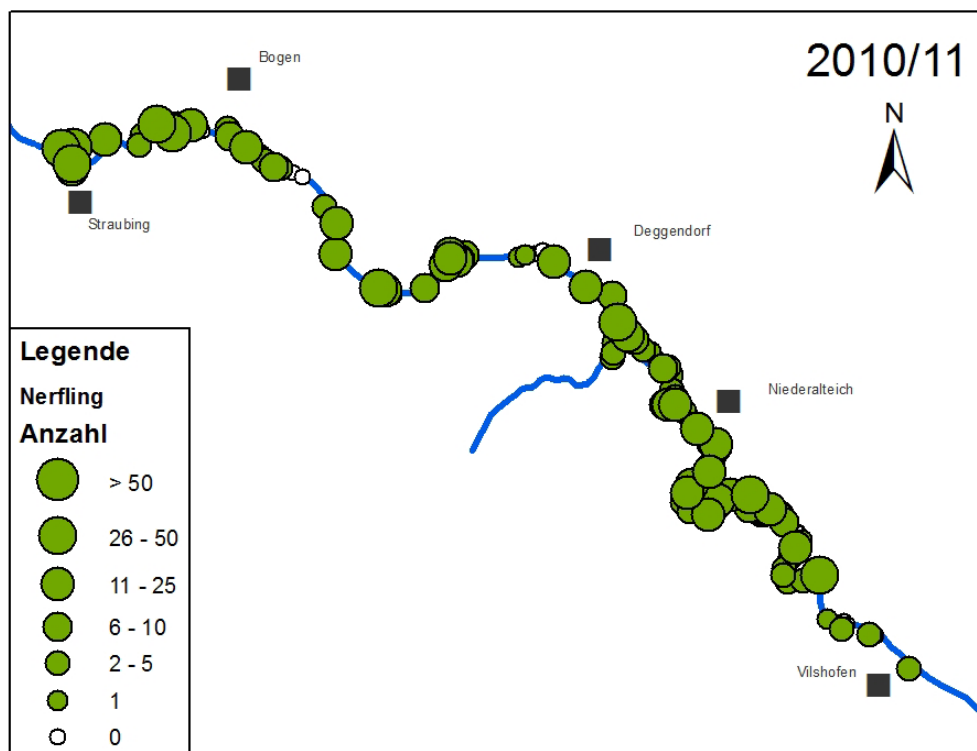 Bogen
2010/11
N
Straubing
Deggendorf
Niederalteich
Vilshofen
Legende
Nerfling
Anzahl
> 50
26 - 50
11 - 25
6 - 10
2 - 5
1
0